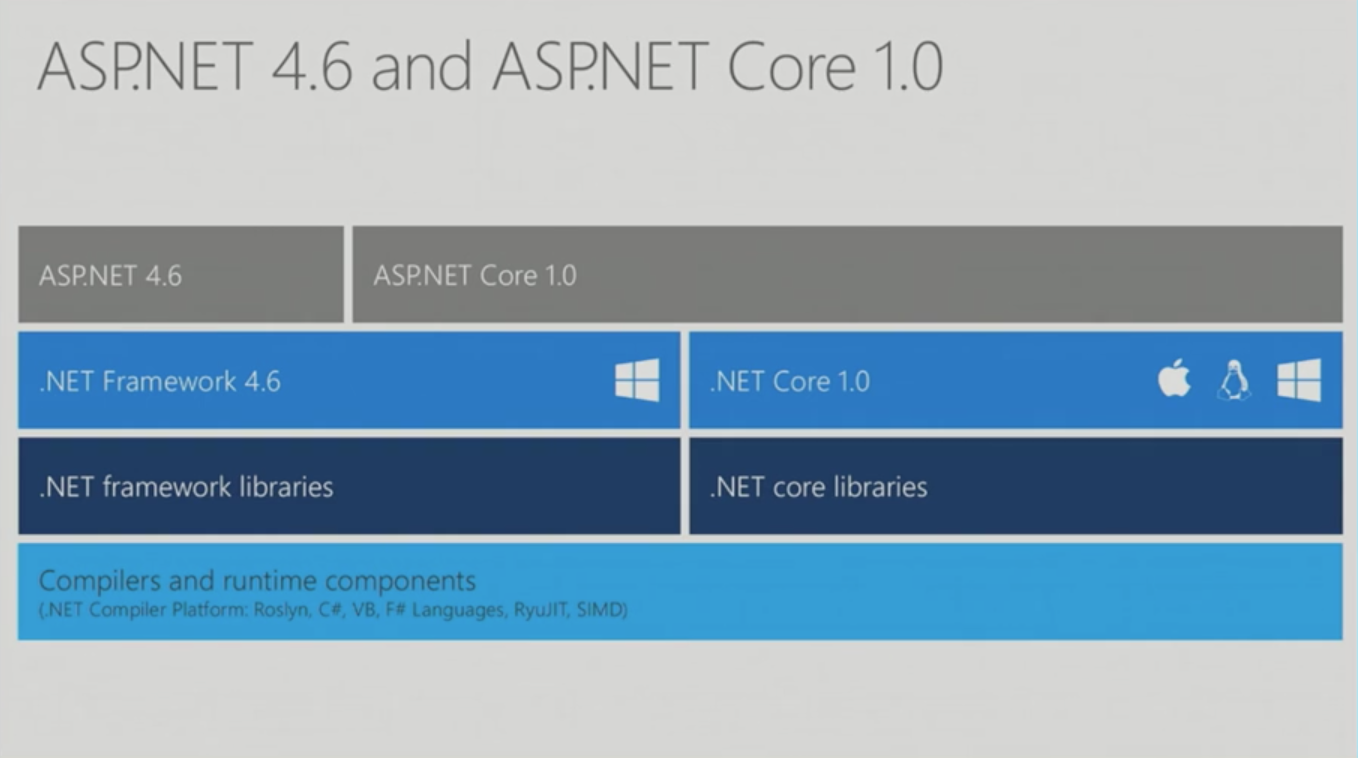 ASP.NET 4.6 and ASP.NET Core 1.0
ASP.NET 4.6
ASP.NET Core 1.0
.NET Framework 4.6
.NET Core 1.0
.NET framework libraries
.NET core libraries
Compilers and runtime components
(.NET Compiler Platform: Roslyn, C#, VB, F# Languages, RyuJIT, SIMD)